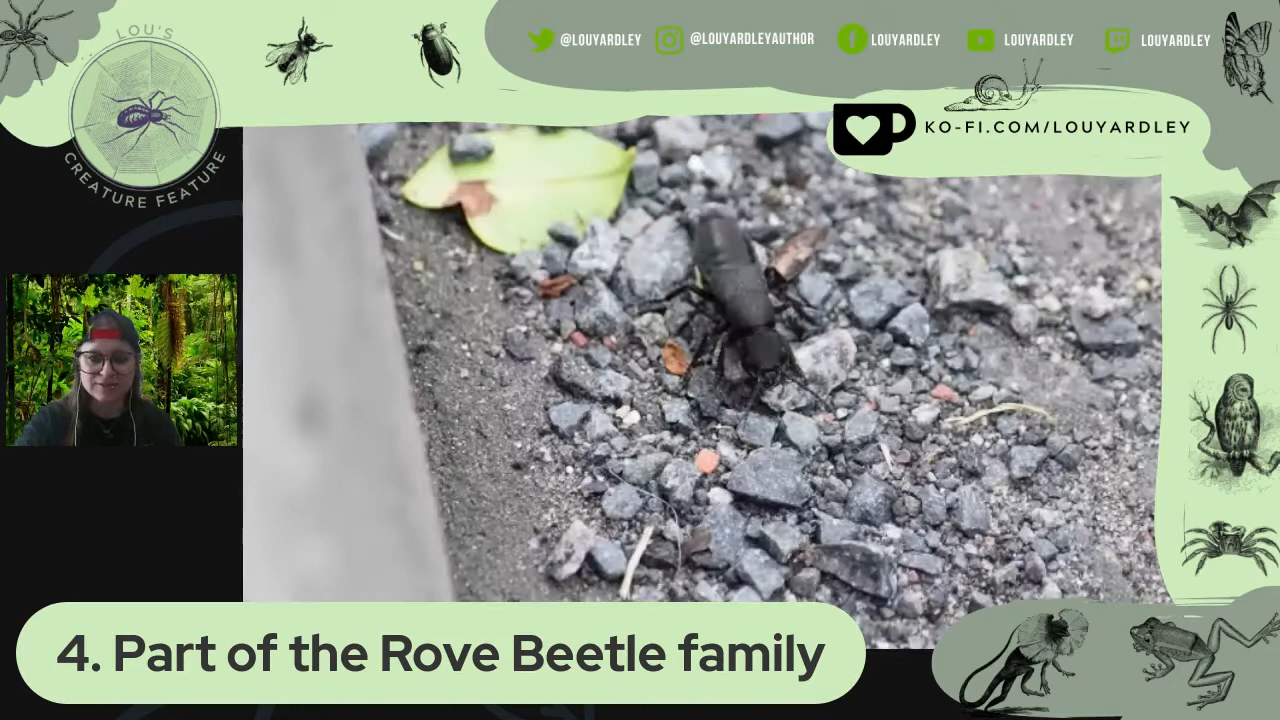 LOU'S
CREATURE FEATURE
@LOUYARDLEY
@LOUYARDLEYAUTHOR
LOUYARDLEY
LOUYARDLEY
LOUYARDLEY
KO-FI.COM/LOUYARDLEY
4. Part of the Rove Beetle family